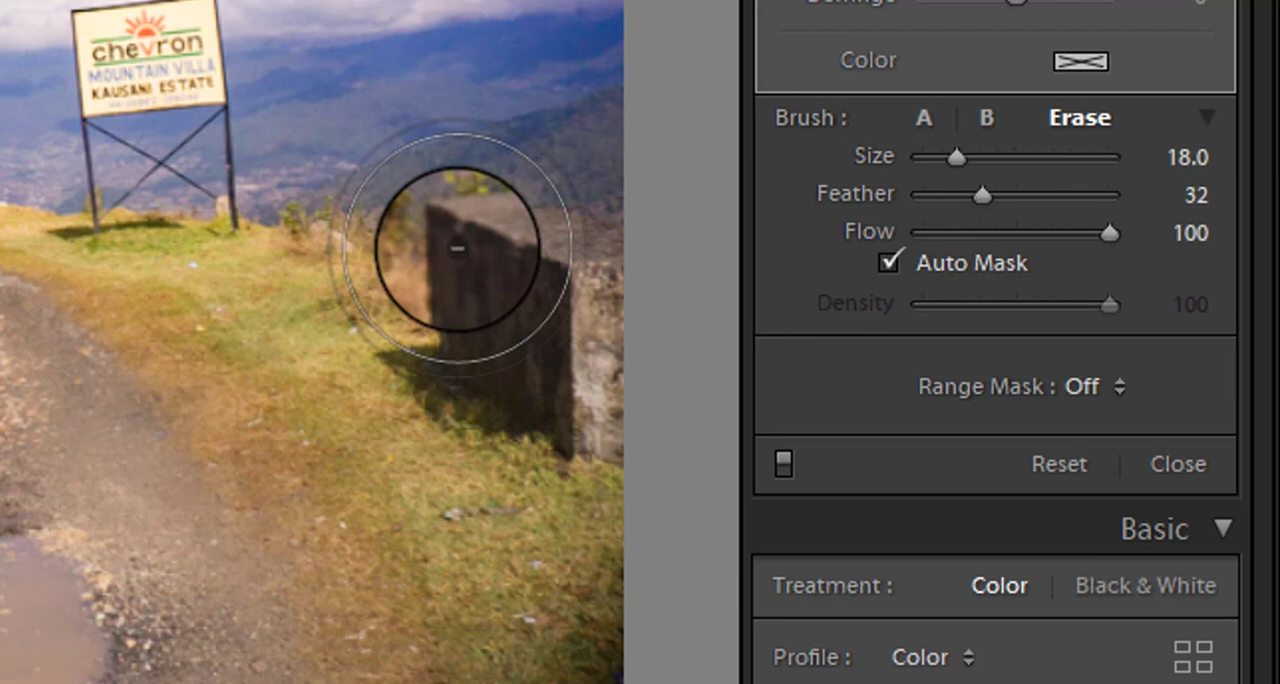 chevron
MOUNTAIN VILLA
KAUSANI ESTATE
Color
Brush : A B Erase
Size 18.0
Feather 32
Flow 100
Auto Mask
Density 100
Range Mask : Off
Reset Close
Basic
Treatment : Color Black & White
Profile : Color